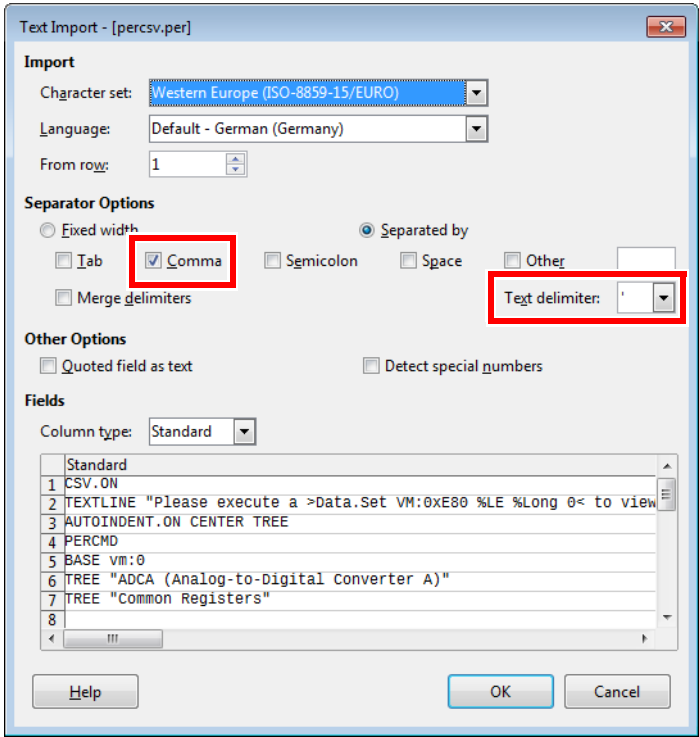 Text Import - [percsv.per]
Import
Character set: Western Europe (ISO-8859-15/EURO)
Language: Default - German (Germany)
From row: 1
Separator Options
Fixed width Separated by
Tab Comma Semicolon Space Other
Merge delimiters Text delimiter: '
Other Options
Quoted field as text Detect special numbers
Fields
Column type: Standard
Standard
1 CSV.ON
2 TEXTLINE "Please execute a >Data.Set VM:0xE80 %LE %Long 0< to view
3 AUTOINDENT.ON CENTER TREE
4 PERCMD
5 BASE vm:0
6 TREE "ADCA (Analog-to-Digital Converter A)"
7 TREE "Common Registers"
8
Help OK Cancel